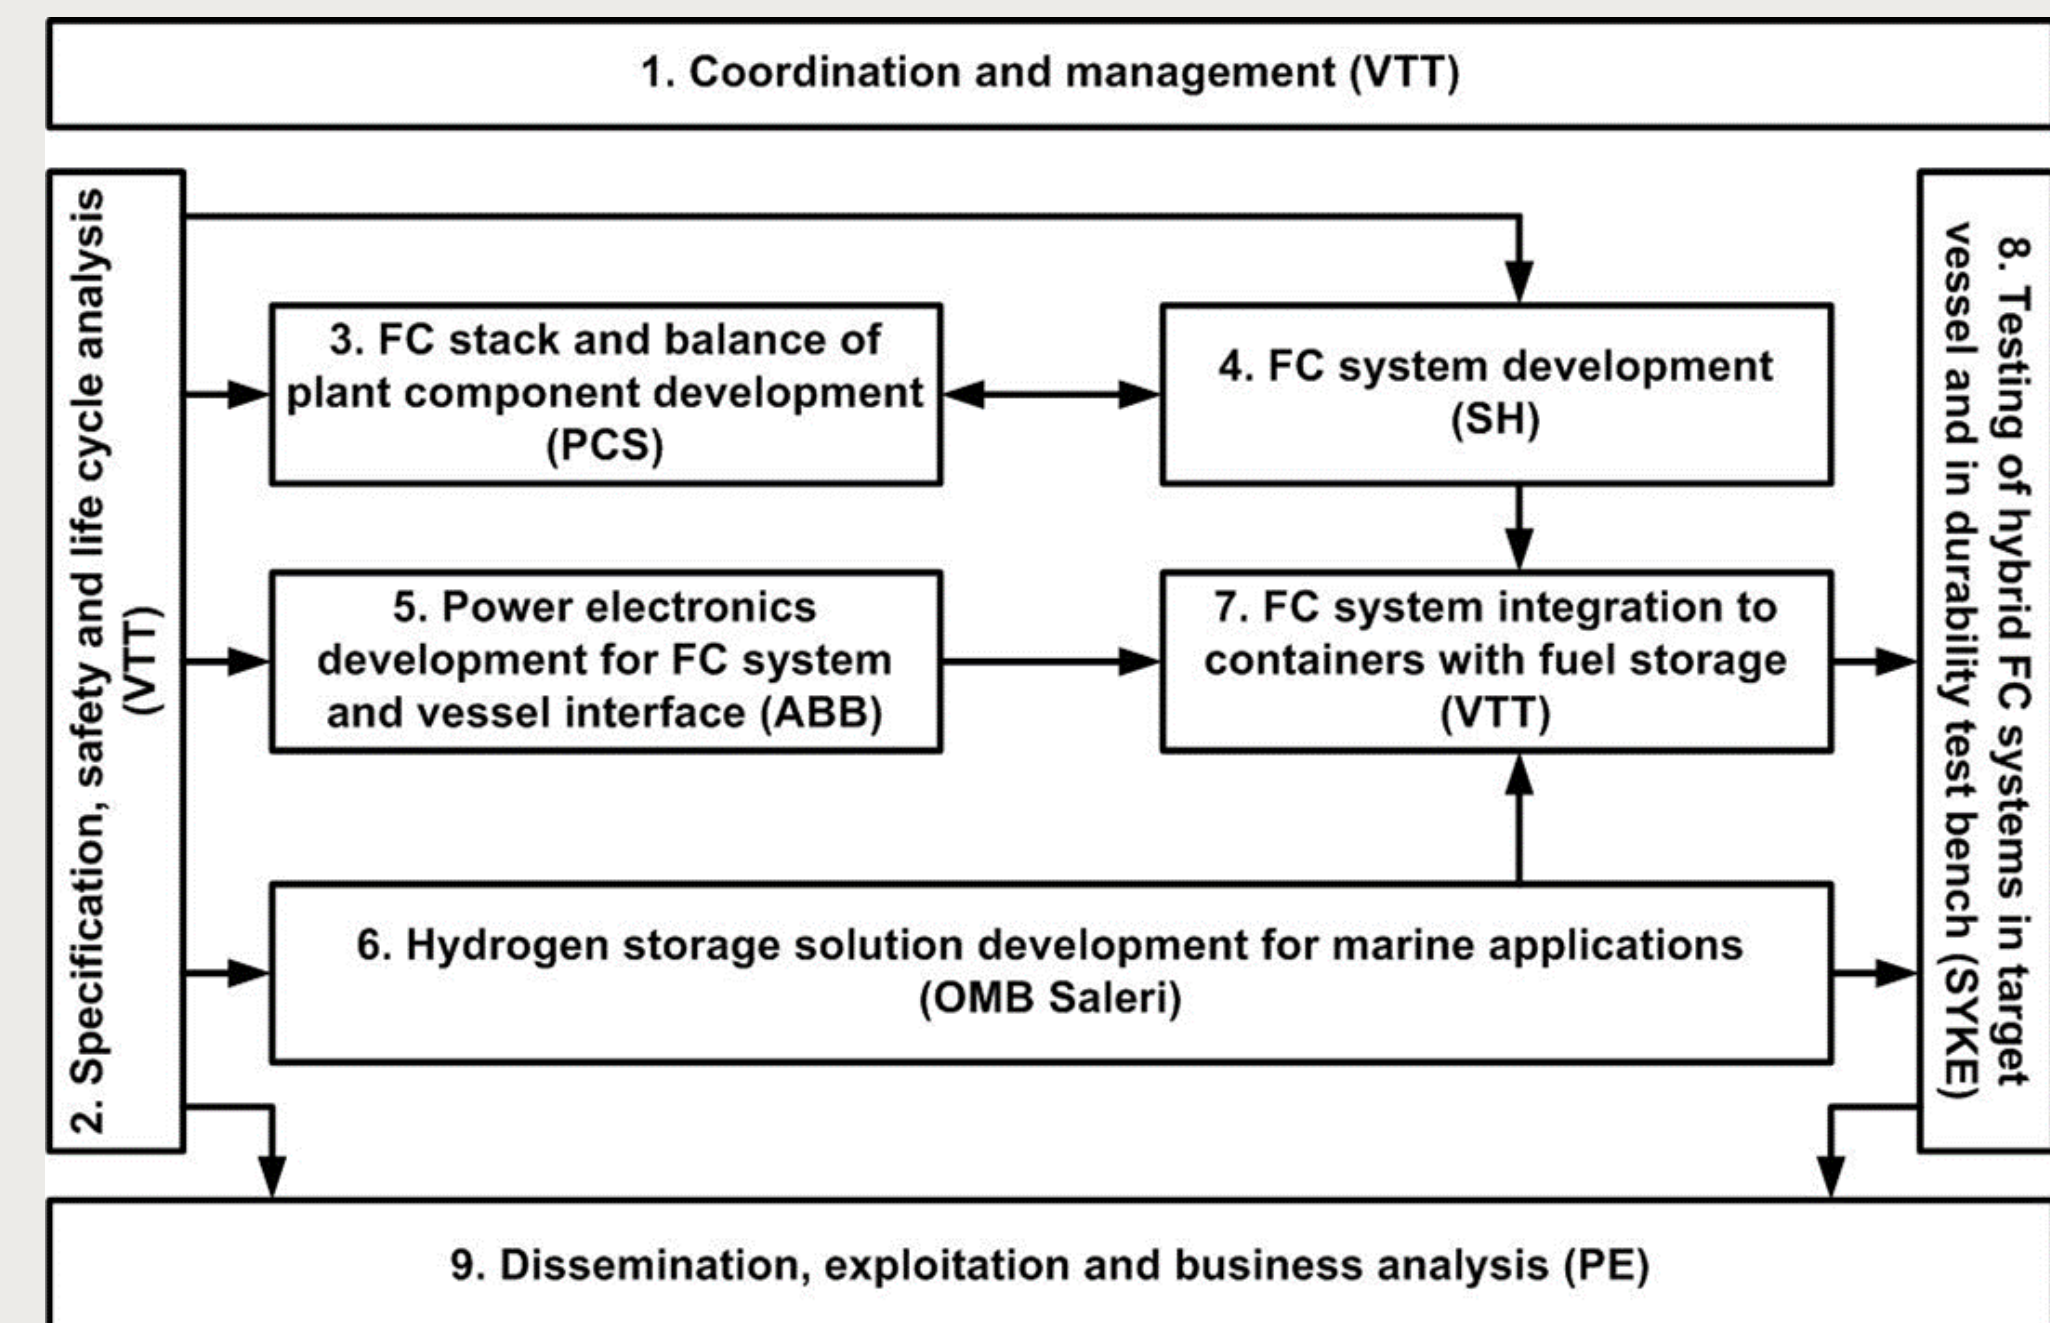 1. Coordination and management (VTT)
2. Specification, safety and life cycle analysis
(VTT)
3. FC stack and balance of
plant component development
(PCS)
4. FC system development
(SH)
5. Power electronics
development for FC system
and vessel interface (ABB)
7. FC system integration to
containers with fuel storage
(VTT)
6. Hydrogen storage solution development for marine applications
(OMB Saleri)
8. Testing of hybrid FC systems in target
vessel and in durability test bench (SYKE)
9. Dissemination, exploitation and business analysis (PE)